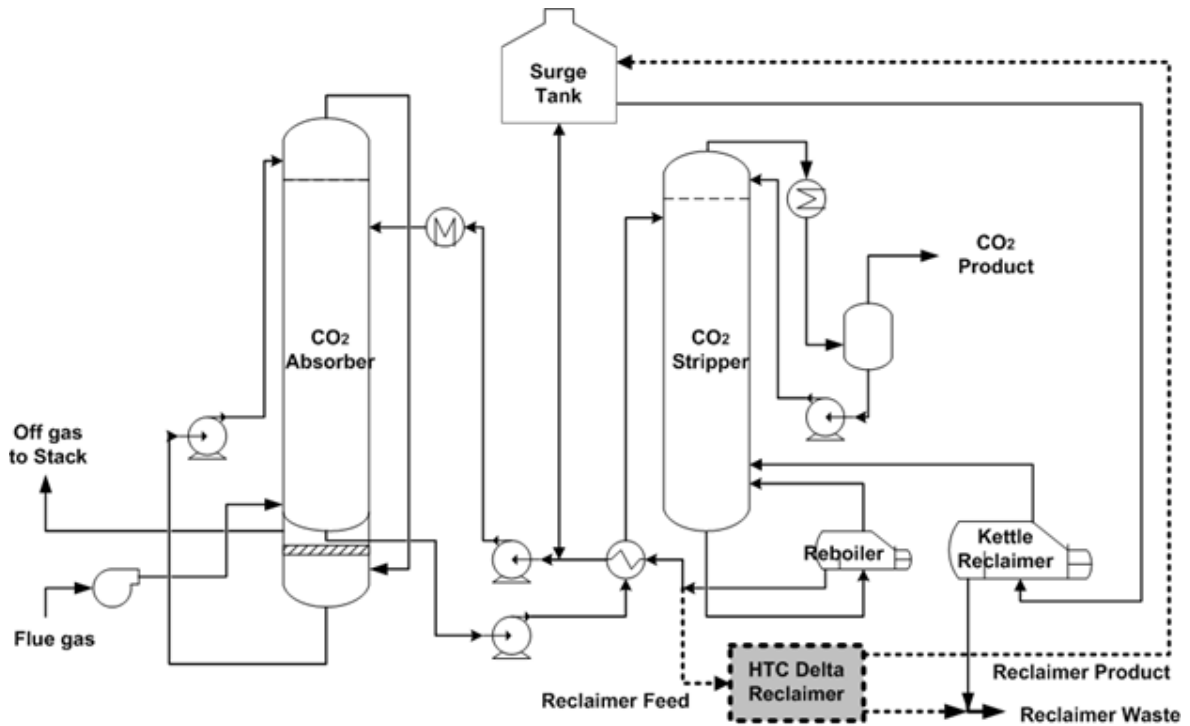 Surge
Tank
CO2
Product
CO2
Absorber
CO2
Stripper
Off gas
to Stack
Flue gas
Reboiler
Kettle
Reclaimer
HTC Delta
Reclaimer
Reclaimer Feed
Reclaimer Product
Reclaimer Waste